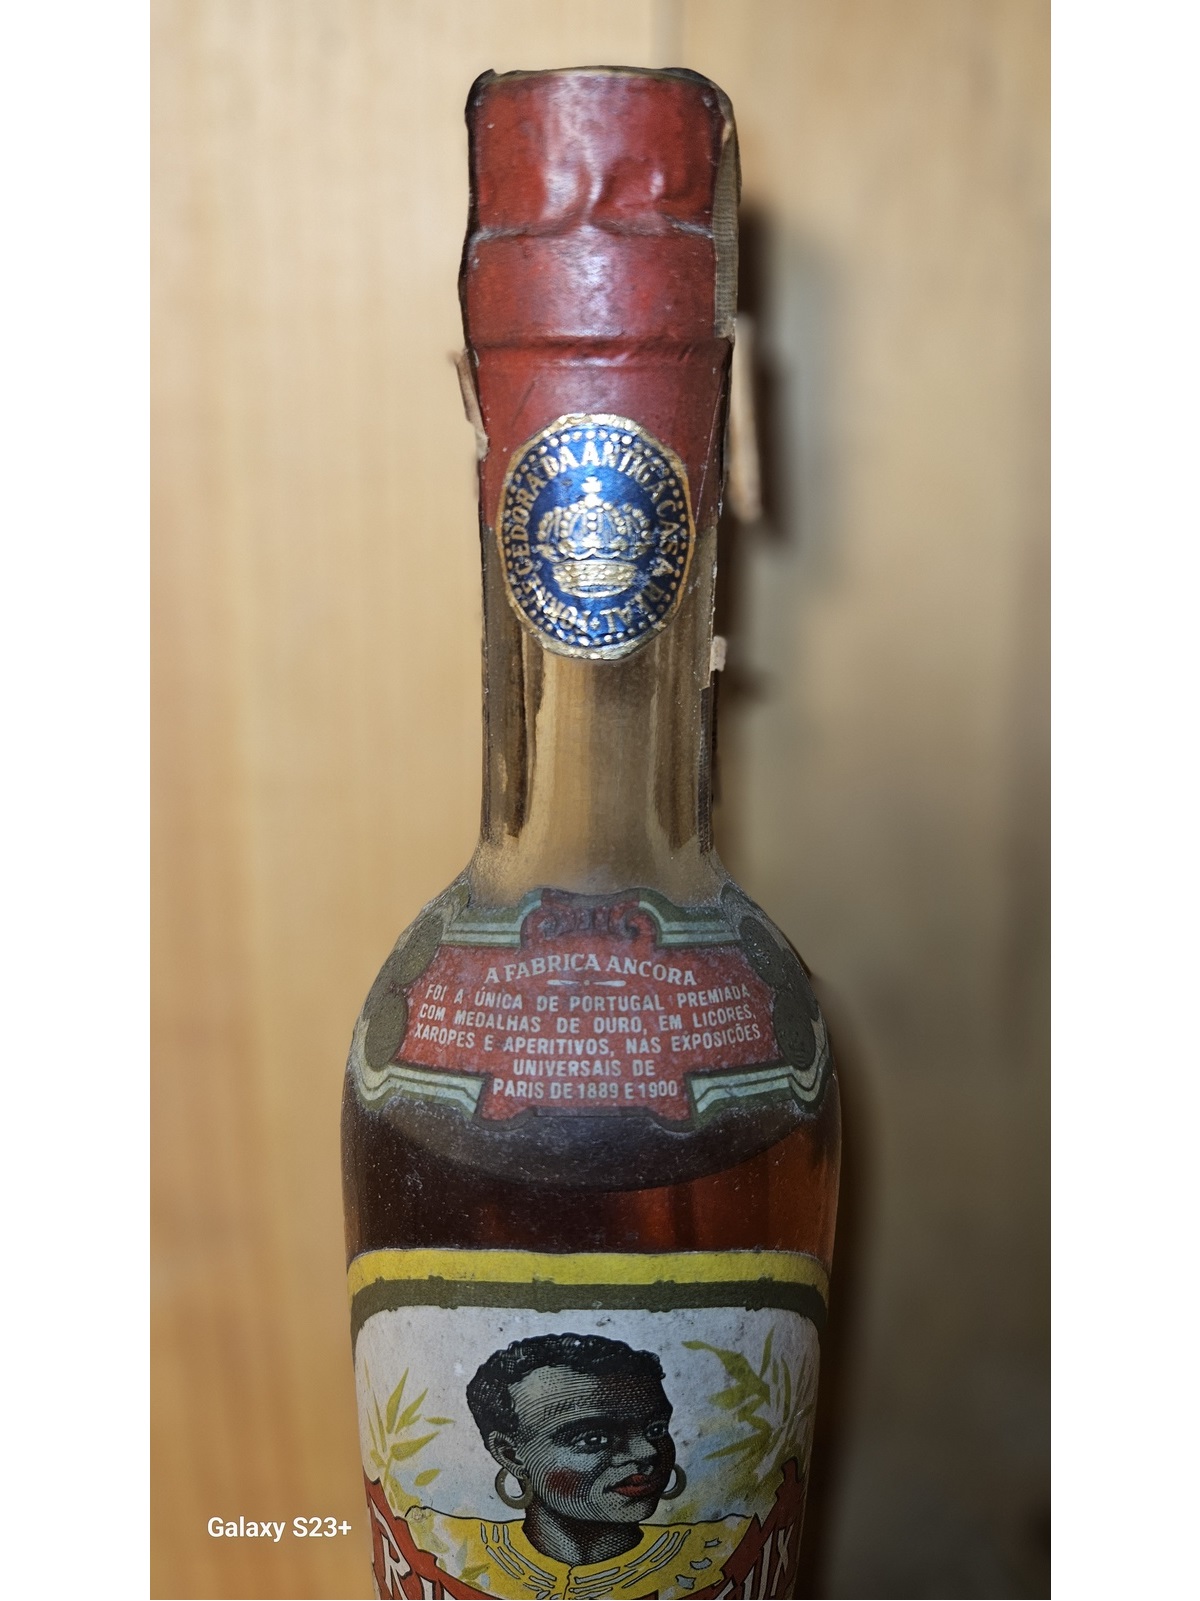 FORNECEDORA DA ANTIGA CASA REAL
A FABRICA ANCORA
FOI A ÚNICA DE PORTUGAL PREMIADA
COM MEDALHAS DE OURO, EM LICORES,
XAROPES E APERITIVOS, NAS EXPOSIÇÕES
UNIVERSAIS DE
PARIS DE 1889 E 1900
Galaxy S23+